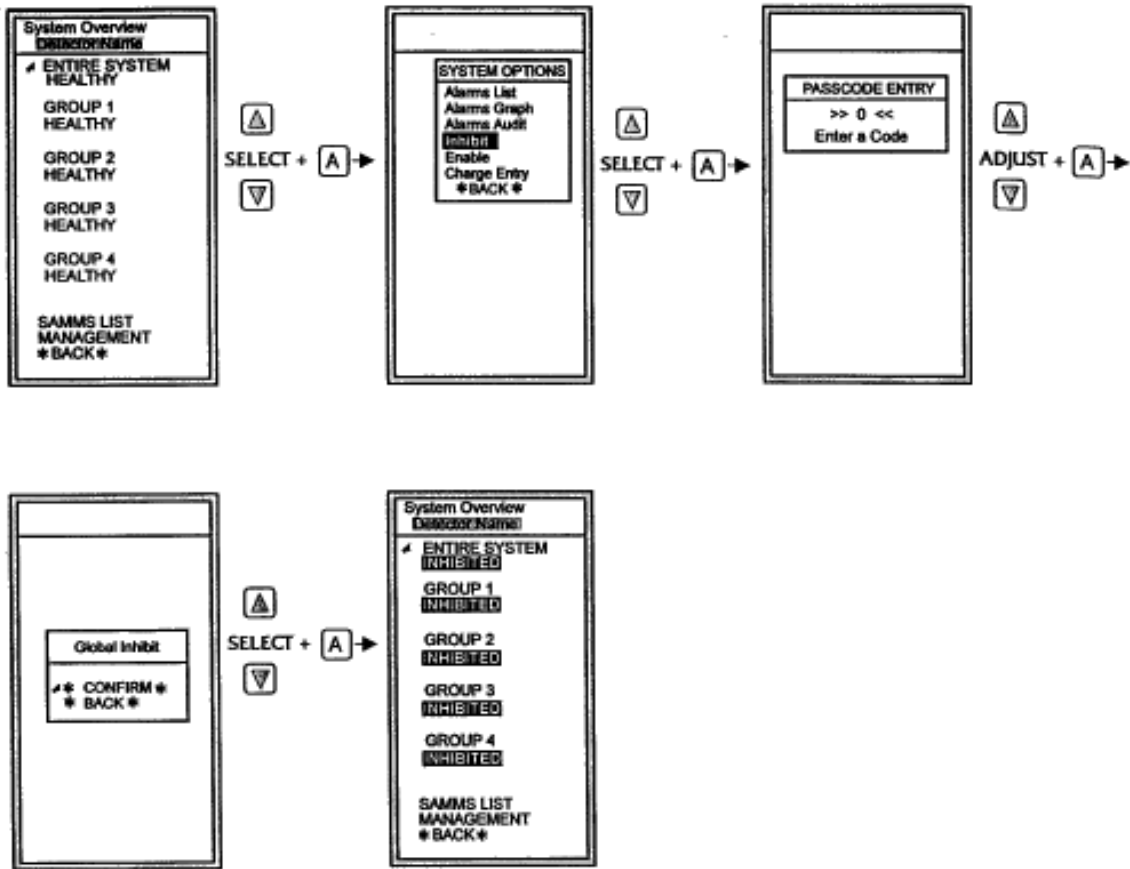 System Overview
Detector Name
ENTIRE SYSTEM
HEALTHY
GROUP 1
HEALTHY
GROUP 2
HEALTHY
GROUP 3
HEALTHY
GROUP 4
HEALTHY
SAMMS LIST
MANAGEMENT
*BACK*
SELECT + A
SYSTEM OPTIONS
Alarms List
Alarms Graph
Alarms Audit
Inhibit
Enable
Charge Entry
*BACK*
SELECT + A
PASSCODE ENTRY
>> 0 <<
Enter a Code
ADJUST + A
Global Inhibit
* CONFIRM *
* BACK *
SELECT + A
System Overview
Detector Name
ENTIRE SYSTEM
INHIBITED
GROUP 1
INHIBITED
GROUP 2
INHIBITED
GROUP 3
INHIBITED
GROUP 4
INHIBITED
SAMMS LIST
MANAGEMENT
*BACK*